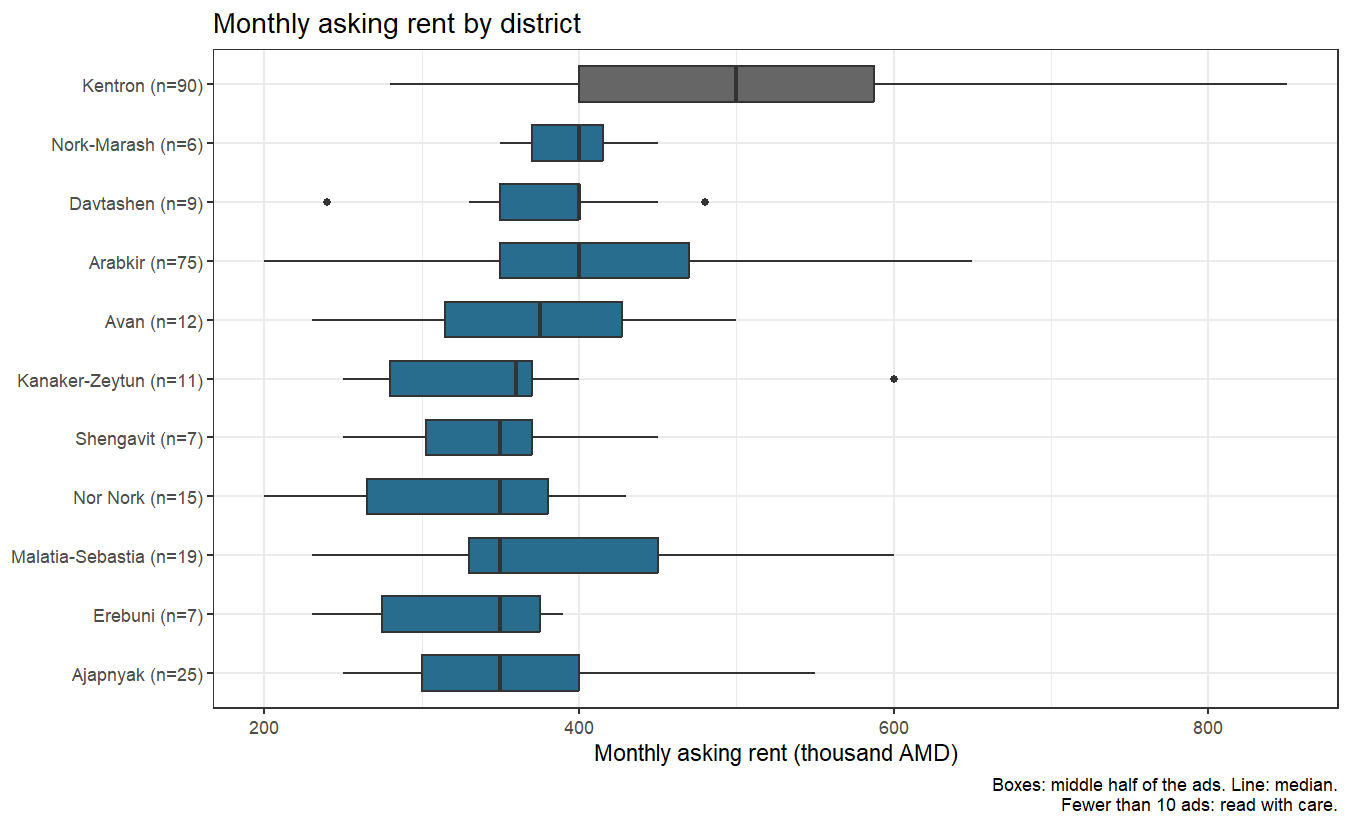 Monthly asking rent by district
Kentron (n=90)
Nork-Marash (n=6)
Davtashen (n=9)
Arabkir (n=75)
Avan (n=12)
Kanaker-Zeytun (n=11)
Shengavit (n=7)
Nor Nork (n=15)
Malatia-Sebastia (n=19)
Erebuni (n=7)
Ajapnyak (n=25)
200 400 600 800
Monthly asking rent (thousand AMD)
Boxes: middle half of the ads. Line: median.
Fewer than 10 ads: read with care.